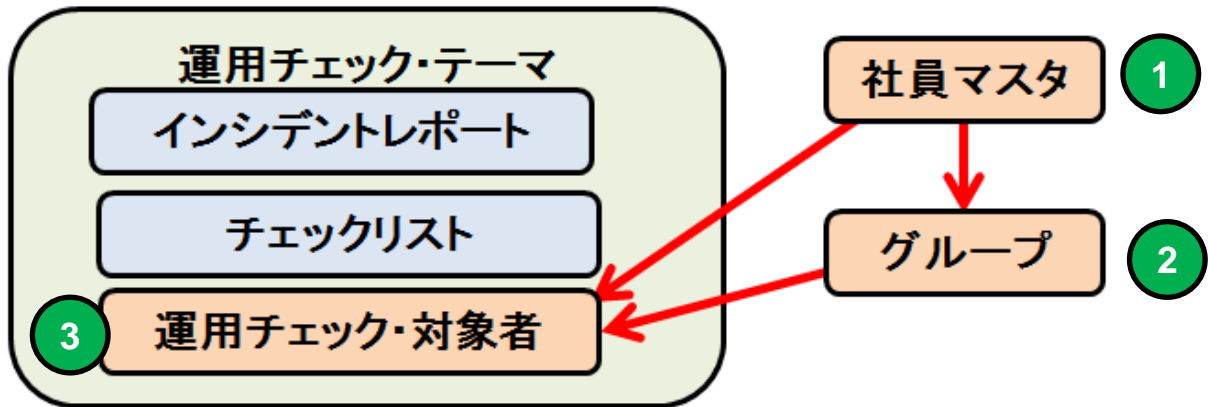 運用チェック・テーマ
インシデントレポート
チェックリスト
3
運用チェック・対象者
社員マスタ
1
グループ
2